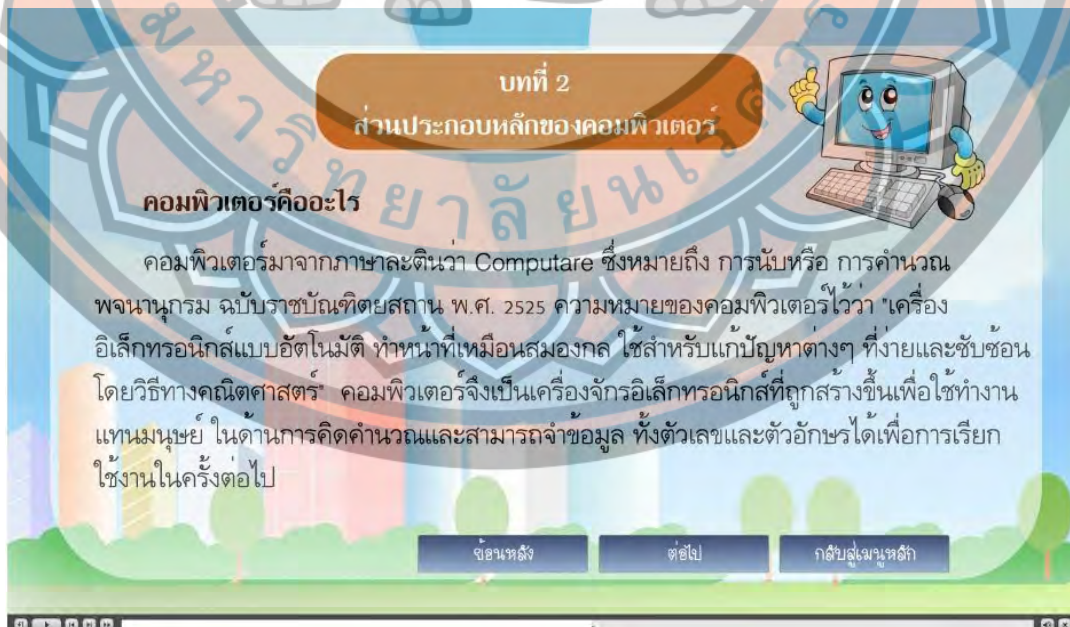 บทที่ 2
ส่วนประกอบหลักของคอมพิวเตอร์
มหาวิทยาลัยนเรศวร
คอมพิวเตอร์คืออะไร
คอมพิวเตอร์มาจากภาษาละตินว่า Computare ซึ่งหมายถึง การนับหรือ การคำนวณ
พจนานุกรม ฉบับราชบัณฑิตยสถาน พ.ศ. 2525 ความหมายของคอมพิวเตอร์ไว้ว่า "เครื่อง
อิเล็กทรอนิกส์แบบอัตโนมัติ ทำหน้าที่เหมือนสมองกล ใช้สำหรับแก้ปัญหาต่างๆ ที่ง่ายและซับซ้อน
โดยวิธีทางคณิตศาสตร์" คอมพิวเตอร์จึงเป็นเครื่องจักรอิเล็กทรอนิกส์ที่ถูกสร้างขึ้นเพื่อใช้ทำงาน
แทนมนุษย์ ในด้านการคิดคำนวณและสามารถจำข้อมูล ทั้งตัวเลขและตัวอักษรได้เพื่อการเรียก
ใช้งานในครั้งต่อไป
ย้อนหลัง
ต่อไป
กลับสู่เมนูหลัก